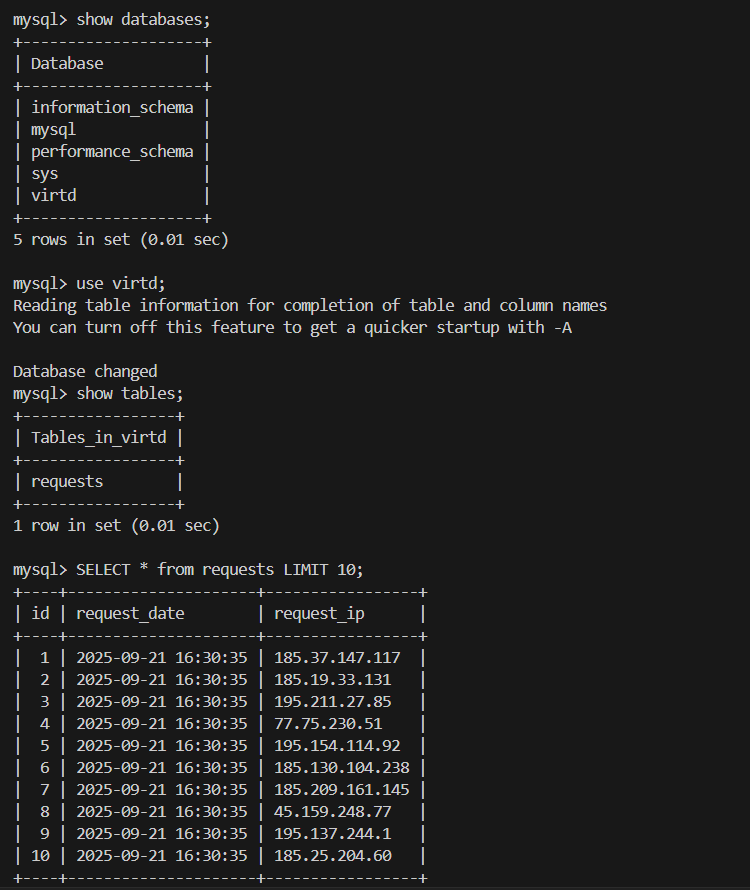 mysql> show databases;
+--------------------+
| Database           |
+--------------------+
| information_schema |
| mysql              |
| performance_schema |
| sys                |
| virtd              |
+--------------------+
5 rows in set (0.01 sec)

mysql> use virtd;
Reading table information for completion of table and column names
You can turn off this feature to get a quicker startup with -A

Database changed
mysql> show tables;
+-----------------+
| Tables_in_virtd |
+-----------------+
| requests        |
+-----------------+
1 row in set (0.01 sec)

mysql> SELECT * from requests LIMIT 10;
+----+---------------------+-----------------+
| id | request_date        | request_ip      |
+----+---------------------+-----------------+
|  1 | 2025-09-21 16:30:35 | 185.37.147.117  |
|  2 | 2025-09-21 16:30:35 | 185.19.33.131   |
|  3 | 2025-09-21 16:30:35 | 195.211.27.85   |
|  4 | 2025-09-21 16:30:35 | 77.75.230.51    |
|  5 | 2025-09-21 16:30:35 | 195.154.114.92  |
|  6 | 2025-09-21 16:30:35 | 185.130.104.238 |
|  7 | 2025-09-21 16:30:35 | 185.209.161.145 |
|  8 | 2025-09-21 16:30:35 | 45.159.248.77   |
|  9 | 2025-09-21 16:30:35 | 195.137.244.1   |
| 10 | 2025-09-21 16:30:35 | 185.25.204.60   |
+----+---------------------+-----------------+